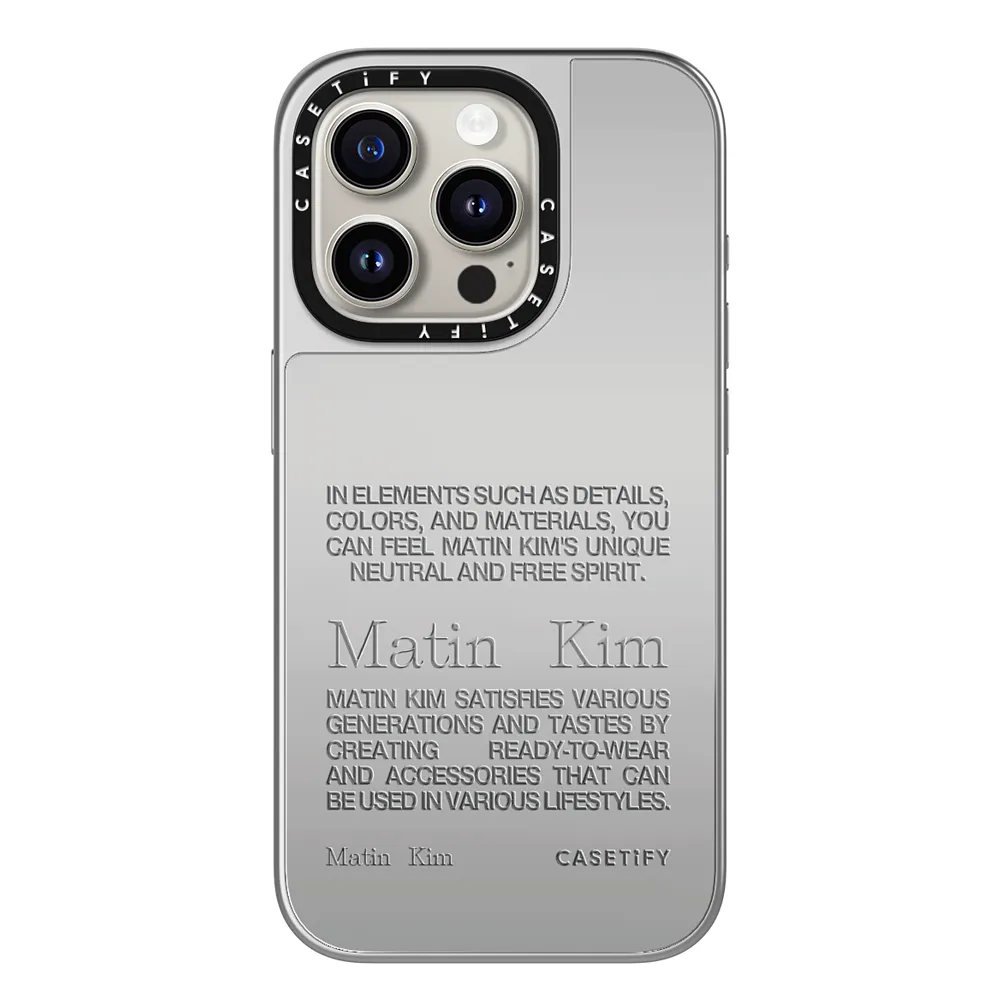 CASETiFY
CASETiFY
CASETiFY
IN ELEMENTS SUCH AS DETAILS,
COLORS, AND MATERIALS, YOU
CAN FEEL MATIN KIM'S UNIQUE
NEUTRAL AND FREE SPIRIT.
Matin Kim
MATIN KIM SATISFIES VARIOUS
GENERATIONS AND TASTES BY
CREATING READY-TO-WEAR
AND ACCESSORIES THAT CAN
BE USED IN VARIOUS LIFESTYLES.
Matin Kim CASETiFY